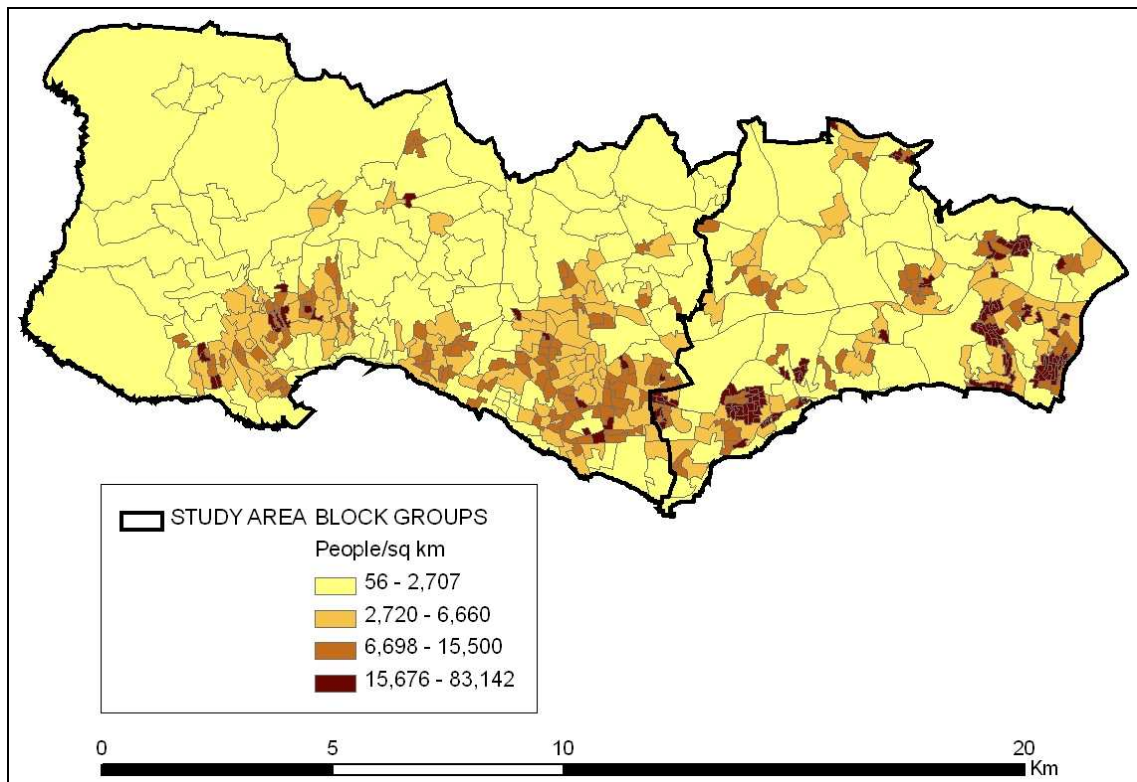 STUDY AREA BLOCK GROUPS
People/sq km
56 - 2,707
2,720 - 6,660
6,698 - 15,500
15,676 - 83,142
0 5 10 20
Km